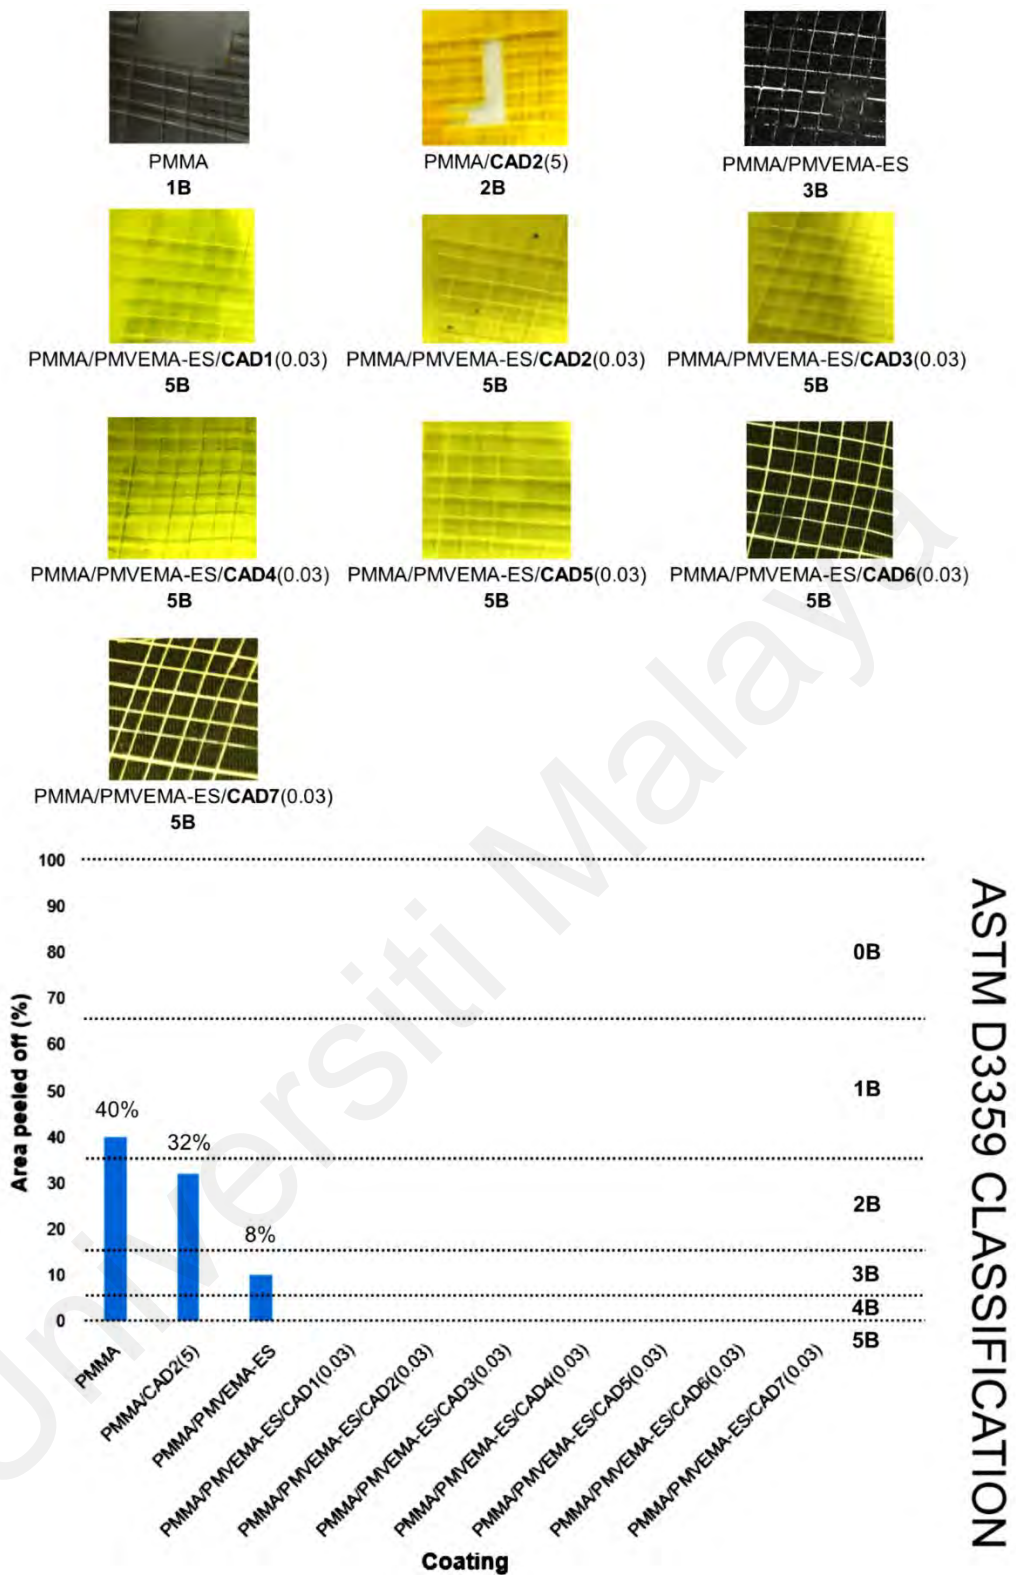 PMMA
1B
PMMA/CAD2(5)
2B
PMMA/PMVEMA-ES
3B
PMMA/PMVEMA-ES/CAD1(0.03)
5B
PMMA/PMVEMA-ES/CAD2(0.03)
5B
PMMA/PMVEMA-ES/CAD3(0.03)
5B
PMMA/PMVEMA-ES/CAD4(0.03)
5B
PMMA/PMVEMA-ES/CAD5(0.03)
5B
PMMA/PMVEMA-ES/CAD6(0.03)
5B
PMMA/PMVEMA-ES/CAD7(0.03)
5B
Area peeled off (%)
100
90
80
70
60
50
40
30
20
10
0
40%
32%
8%
0B
1B
2B
3B
4B
5B
ASTM D3359 CLASSIFICATION
PMMA
PMMA/CAD2(5)
PMMA/PMVEMA-ES
PMMA/PMVEMA-ES/CAD1(0.03)
PMMA/PMVEMA-ES/CAD2(0.03)
PMMA/PMVEMA-ES/CAD3(0.03)
PMMA/PMVEMA-ES/CAD4(0.03)
PMMA/PMVEMA-ES/CAD5(0.03)
PMMA/PMVEMA-ES/CAD6(0.03)
PMMA/PMVEMA-ES/CAD7(0.03)
Coating
Universiti Malaya